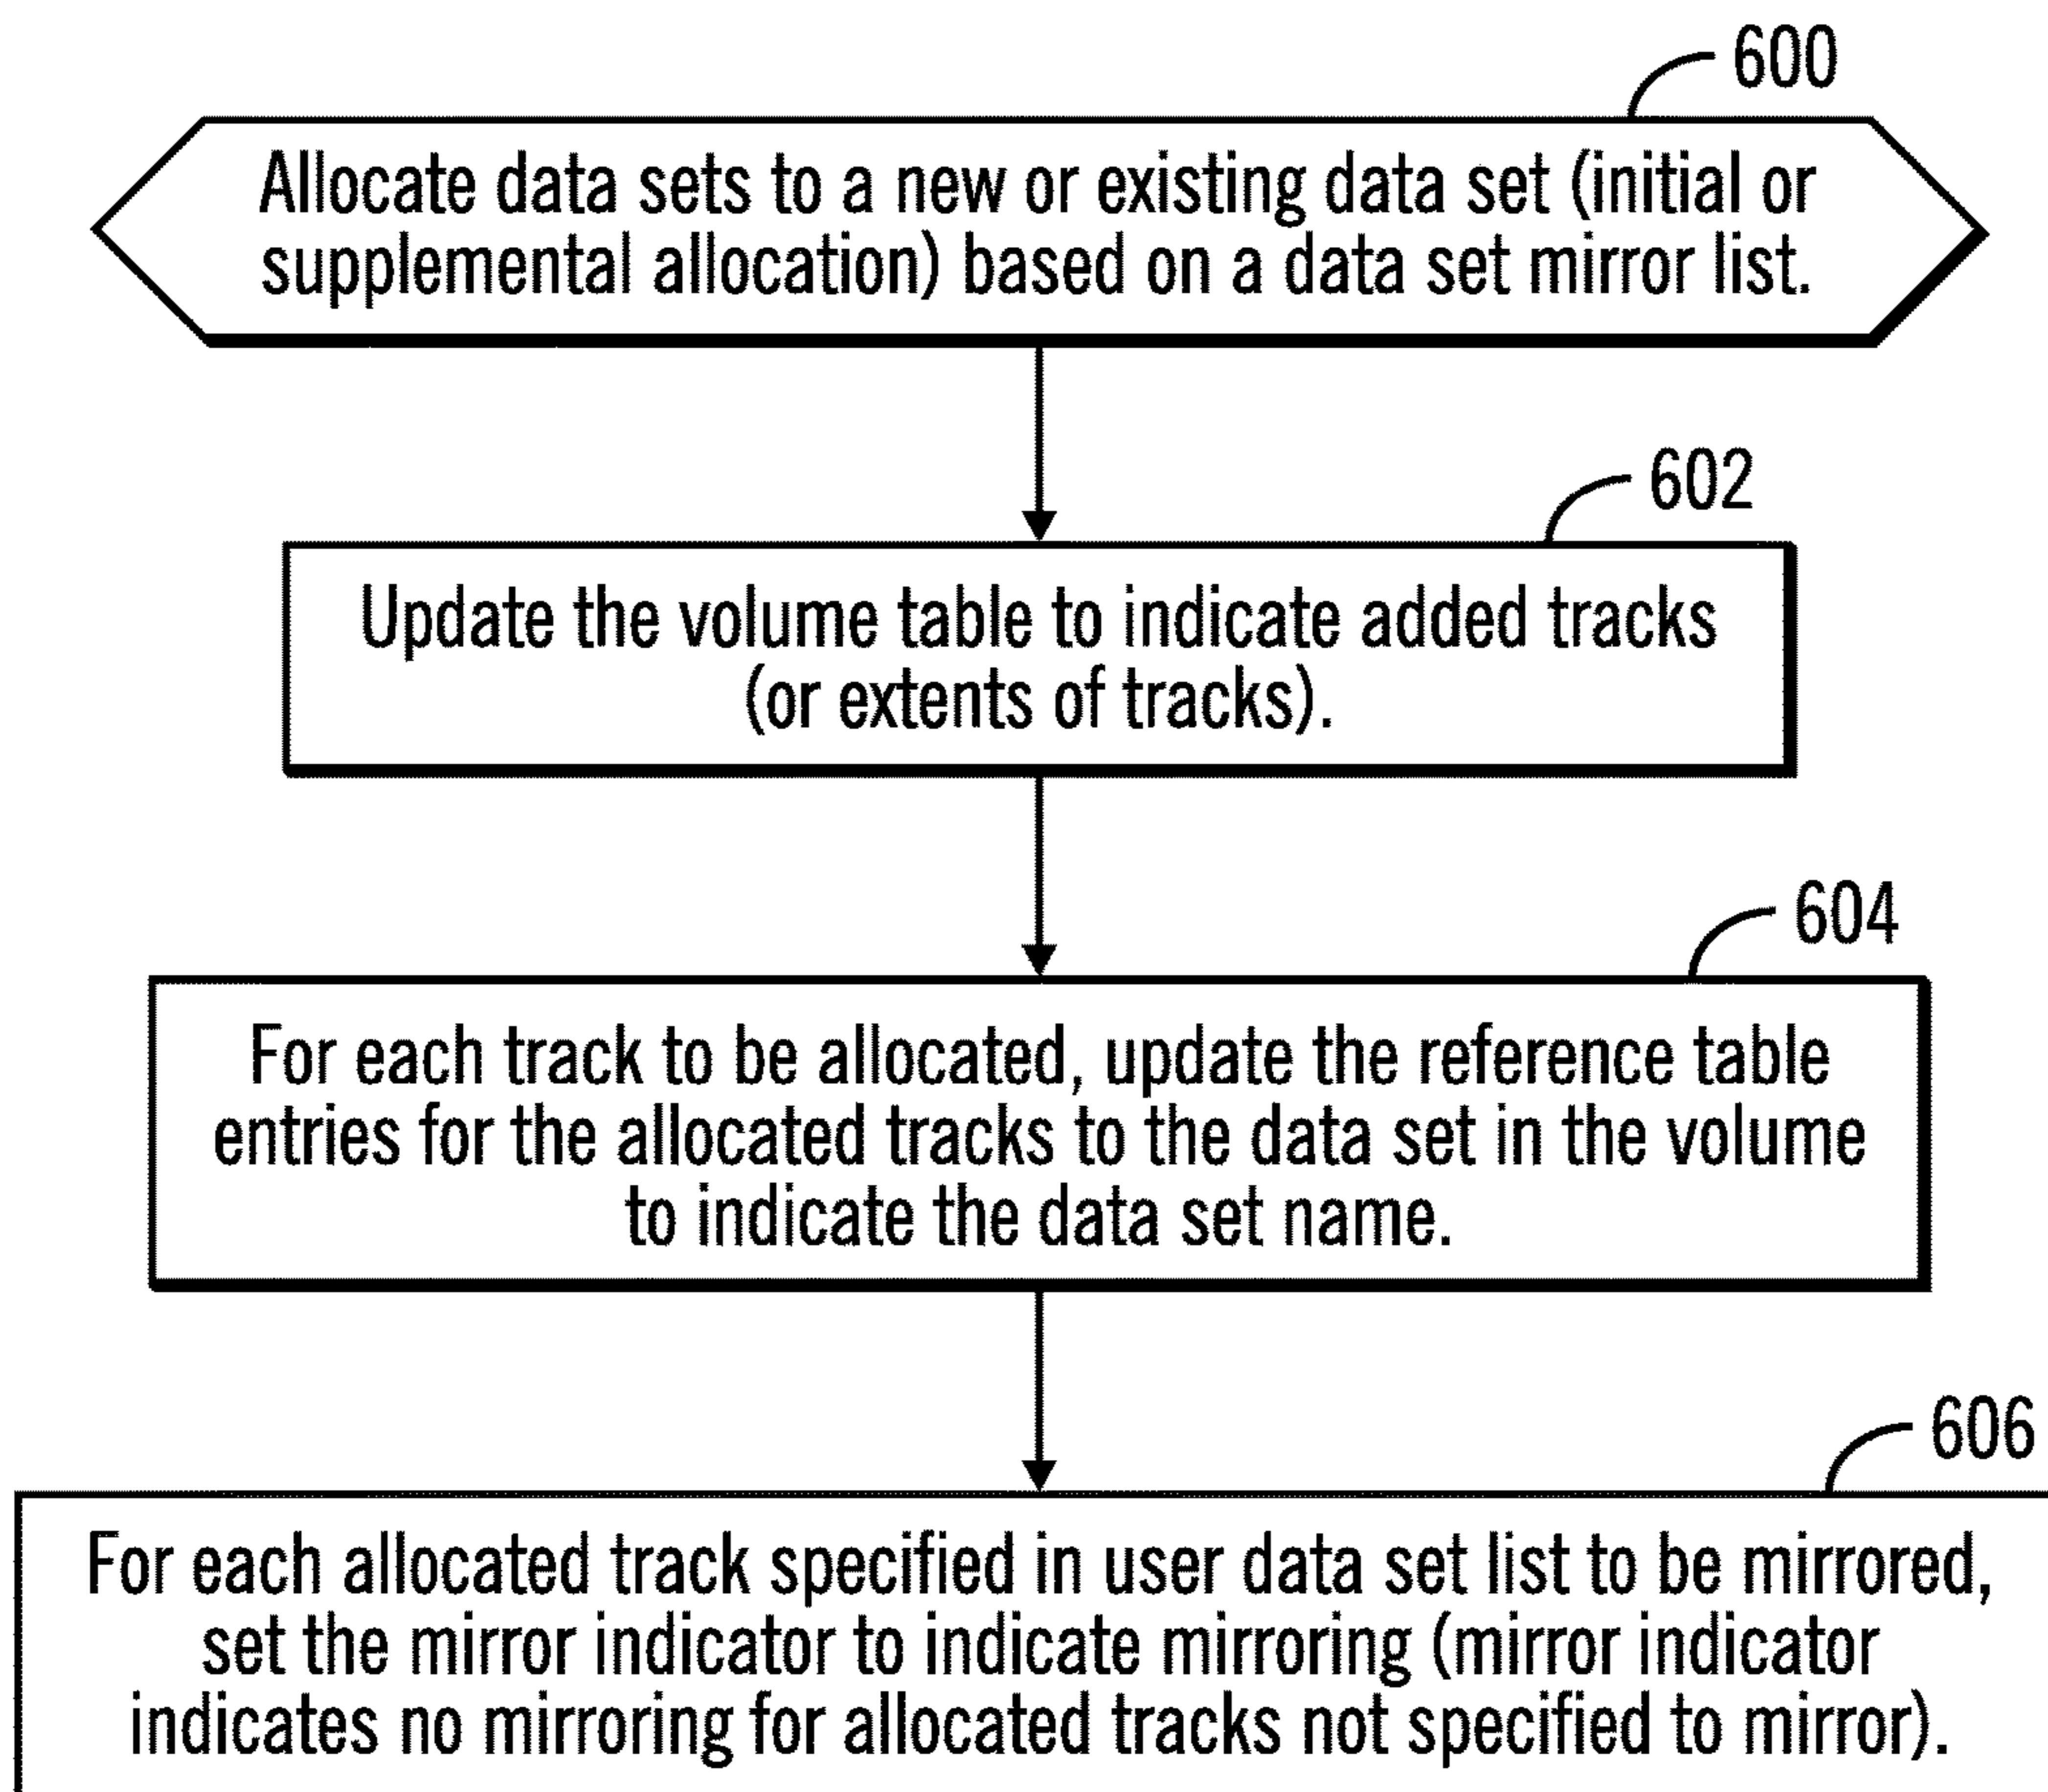 600
Allocate data sets to a new or existing data set (initial or
supplemental allocation) based on a data set mirror list.
602
Update the volume table to indicate added tracks
(or extents of tracks).
604
For each track to be allocated, update the reference table
entries for the allocated tracks to the data set in the volume
to indicate the data set name.
606
For each allocated track specified in user data set list to be mirrored,
set the mirror indicator to indicate mirroring (mirror indicator
indicates no mirroring for allocated tracks not specified to mirror).